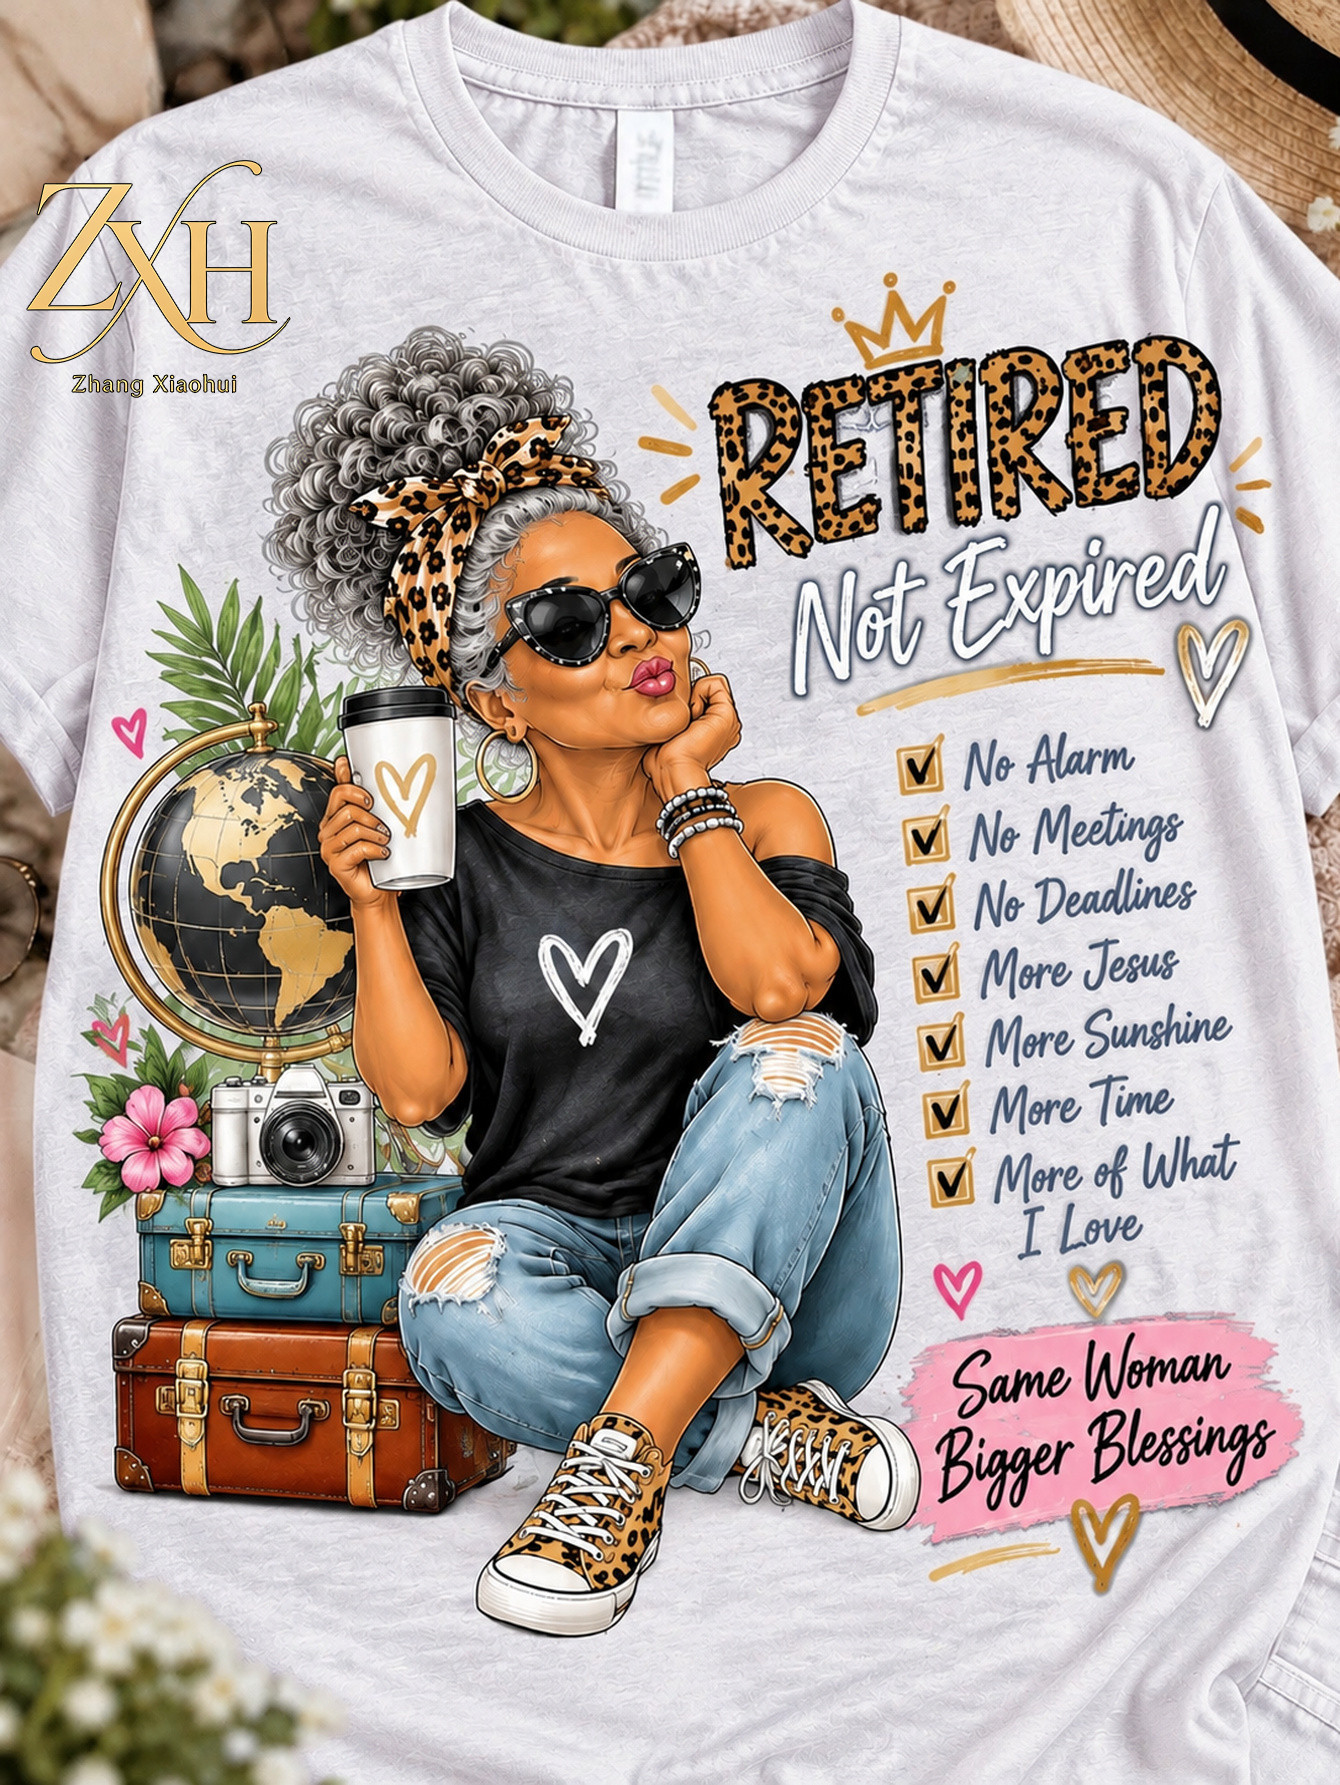 ZXH
Zhang Xiaohui
RETIRED
Not Expired
No Alarm
No Meetings
No Deadlines
More Jesus
More Sunshine
More Time
More of What
I Love
Same Woman
Bigger Blessings